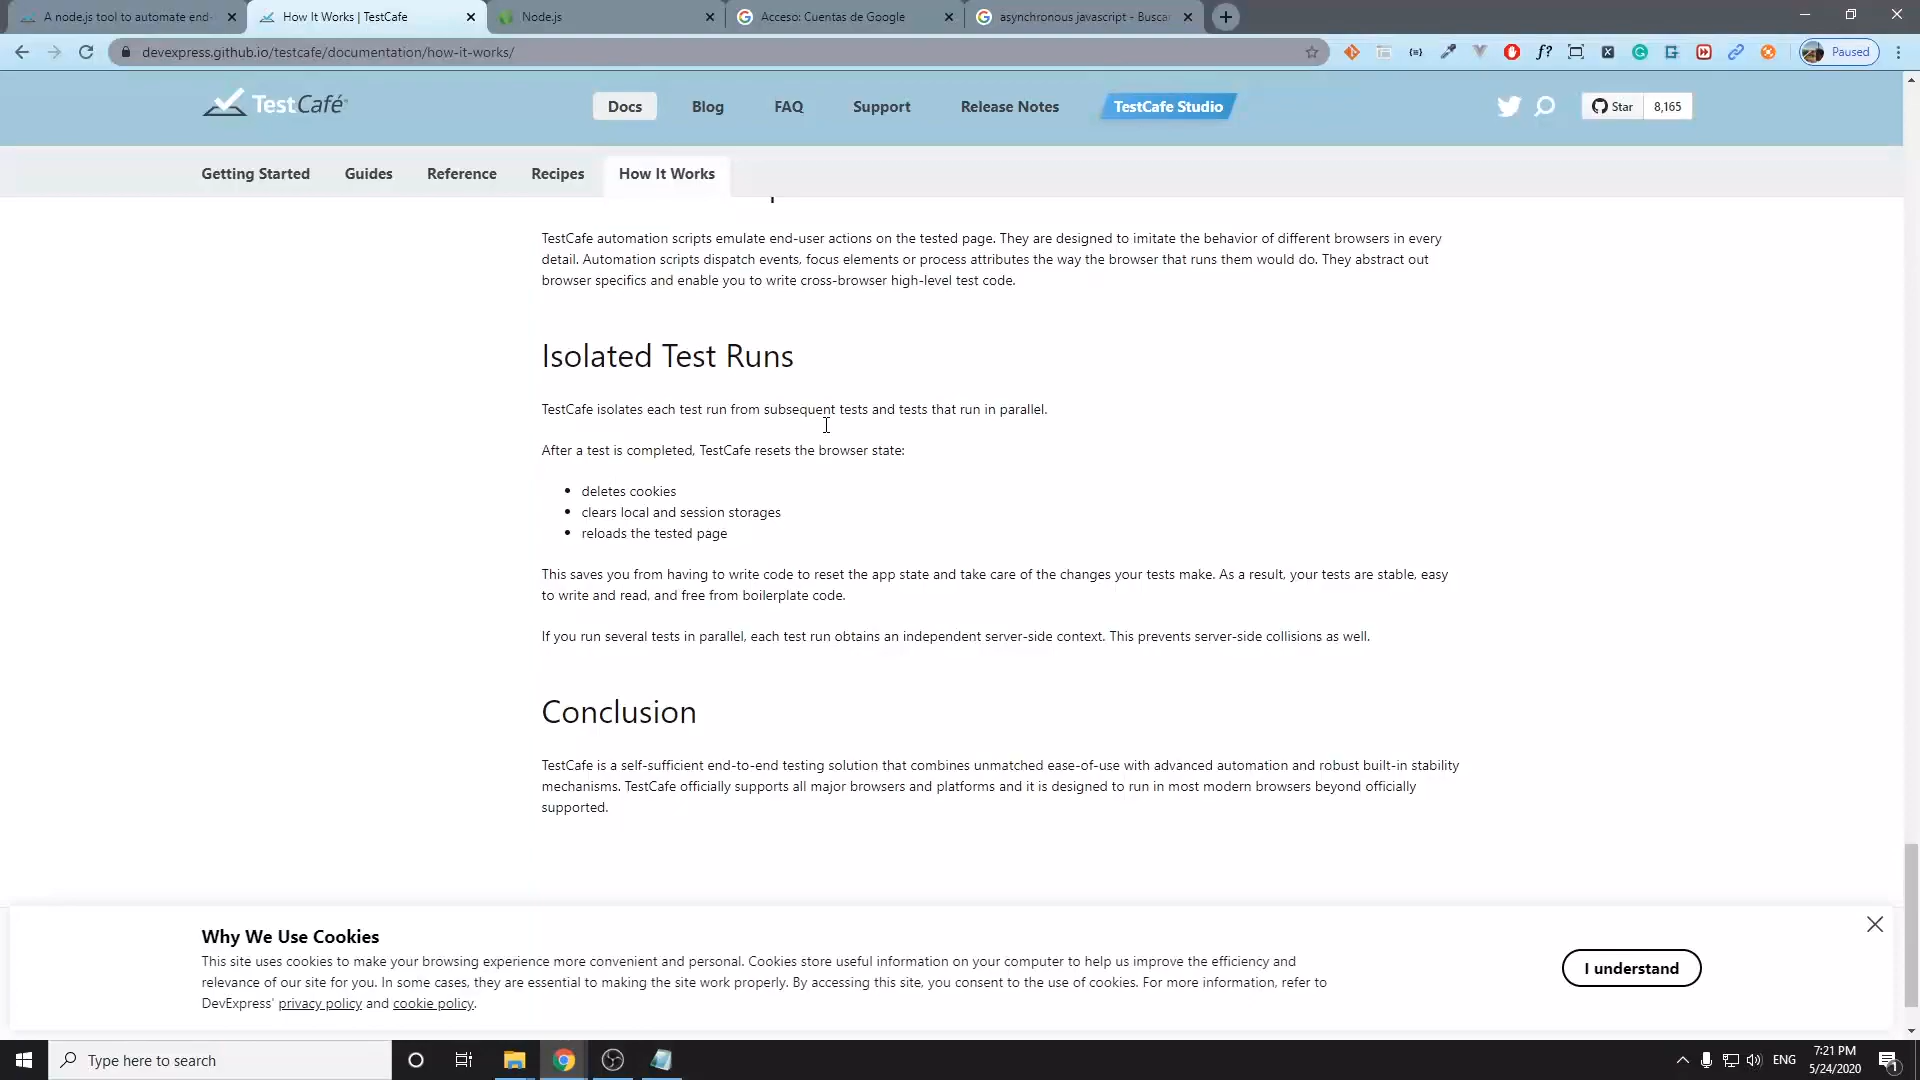 A node.js tool to automate end-
How It Works | TestCafe
Node.js
Acceso: Cuentas de Google
asynchronous javascript - Buscar
devexpress.github.io/testcafe/documentation/how-it-works/
Paused
TestCafé
Docs
Blog
FAQ
Support
Release Notes
TestCafe Studio
Star
8,165
Getting Started
Guides
Reference
Recipes
How It Works
TestCafe automation scripts emulate end-user actions on the tested page. They are designed to imitate the behavior of different browsers in every
detail. Automation scripts dispatch events, focus elements or process attributes the way the browser that runs them would do. They abstract out
browser specifics and enable you to write cross-browser high-level test code.
Isolated Test Runs
TestCafe isolates each test run from subsequent tests and tests that run in parallel.
After a test is completed, TestCafe resets the browser state:
deletes cookies
clears local and session storages
reloads the tested page
This saves you from having to write code to reset the app state and take care of the changes your tests make. As a result, your tests are stable, easy
to write and read, and free from boilerplate code.
If you run several tests in parallel, each test run obtains an independent server-side context. This prevents server-side collisions as well.
Conclusion
TestCafe is a self-sufficient end-to-end testing solution that combines unmatched ease-of-use with advanced automation and robust built-in stability
mechanisms. TestCafe officially supports all major browsers and platforms and it is designed to run in most modern browsers beyond officially
supported.
Why We Use Cookies
This site uses cookies to make your browsing experience more convenient and personal. Cookies store useful information on your computer to help us improve the efficiency and
relevance of our site for you. In some cases, they are essential to making the site work properly. By accessing this site, you consent to the use of cookies. For more information, refer to
DevExpress' privacy policy and cookie policy.
I understand
Type here to search
ENG
7:21 PM
5/24/2020
1